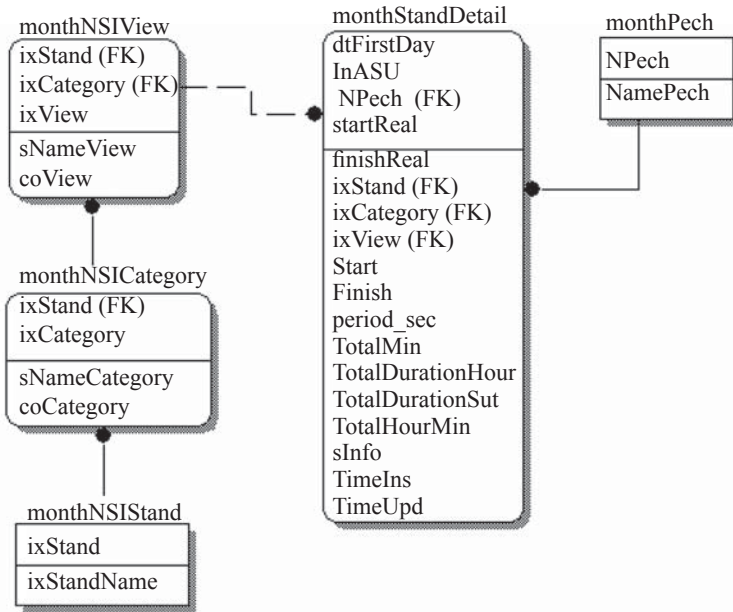 monthNSIView
ixStand (FK)
ixCategory (FK)
ixView
sNameView
coView
monthNSICategory
ixStand (FK)
ixCategory
sNameCategory
coCategory
monthNSIStand
ixStand
ixStandName
monthStandDetail
dtFirstDay
InASU
NPech (FK)
startReal
finishReal
ixStand (FK)
ixCategory (FK)
ixView (FK)
Start
Finish
period_sec
TotalMin
TotalDurationHour
TotalDurationSut
TotalHourMin
sInfo
TimeIns
TimeUpd
monthPech
NPech
NamePech